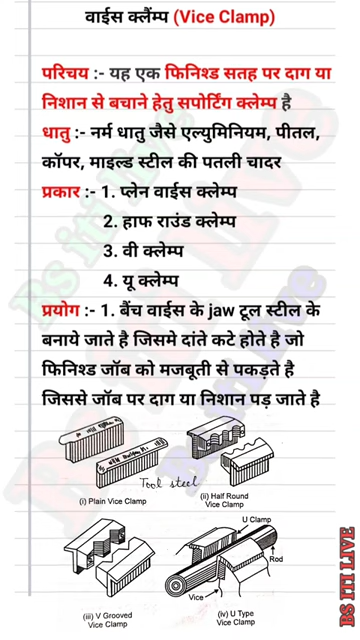 वाईस क्लैंम्प (Vice Clamp)
परिचय :- यह एक फिनिश्ड सतह पर दाग या
निशान से बचाने हेतु सपोर्टिंग क्लेम्प है
धातु :- नर्म धातु जैसे एल्युमिनियम, पीतल,
कॉपर, माइल्ड स्टील की पतली चादर
प्रकार :- 1. प्लेन वाईस क्लेम्प
2. हाफ राउंड क्लेम्प
3. वी क्लेम्प
4. यू क्लेम्प
प्रयोग :- 1. बैंच वाईस के jaw टूल स्टील के
बनाये जाते है जिसमे दांते कटे होते है जो
फिनिश्ड जॉब को मजबूती से पकड़ते है
जिससे जॉब पर दाग या निशान पड़ जाते है
Tool steel
(i) Plain Vice Clamp
(ii) Half Round
Vice Clamp
U Clamp
Rod
Vice
(iii) V Grooved
Vice Clamp
(iv) U Type
Vice Clamp
BS ITI LIVE
Bs iti Live